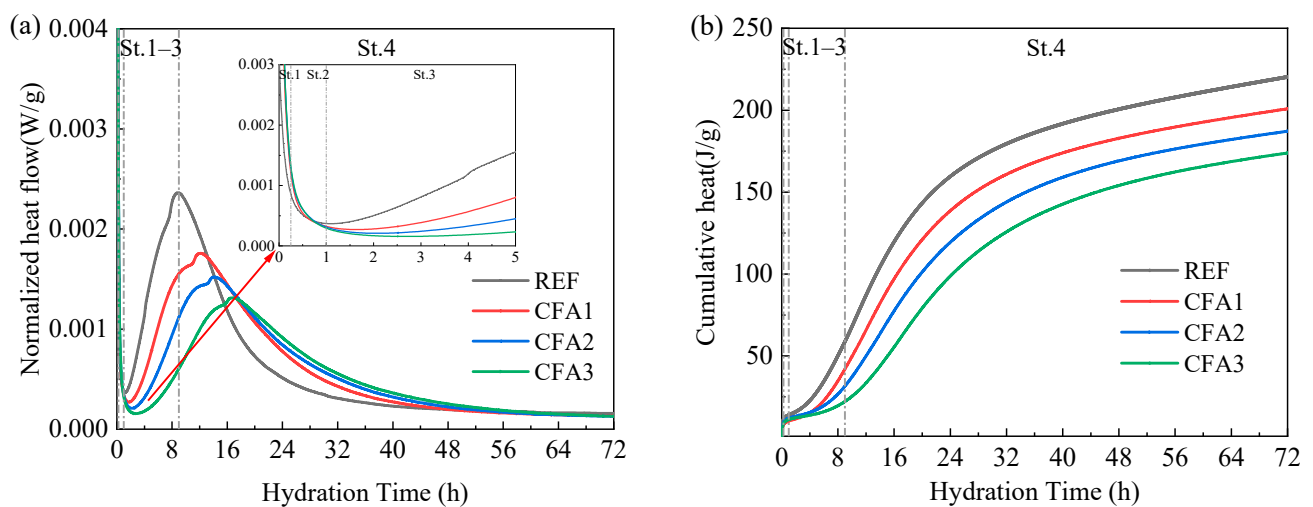 (a)
Normalized heat flow(W/g)
0.004
0.003
0.002
0.001
0.000
St.1–3
St.4
0.003
0.002
0.001
0.000
St.1 St.2 St.3
0 1 2 3 4 5
REF
CFA1
CFA2
CFA3
0 8 16 24 32 40 48 56 64 72
Hydration Time (h)
(b)
Cumulative heat(J/g)
250
200
150
100
50
St.1–3
St.4
REF
CFA1
CFA2
CFA3
0 8 16 24 32 40 48 56 64 72
Hydration Time (h)